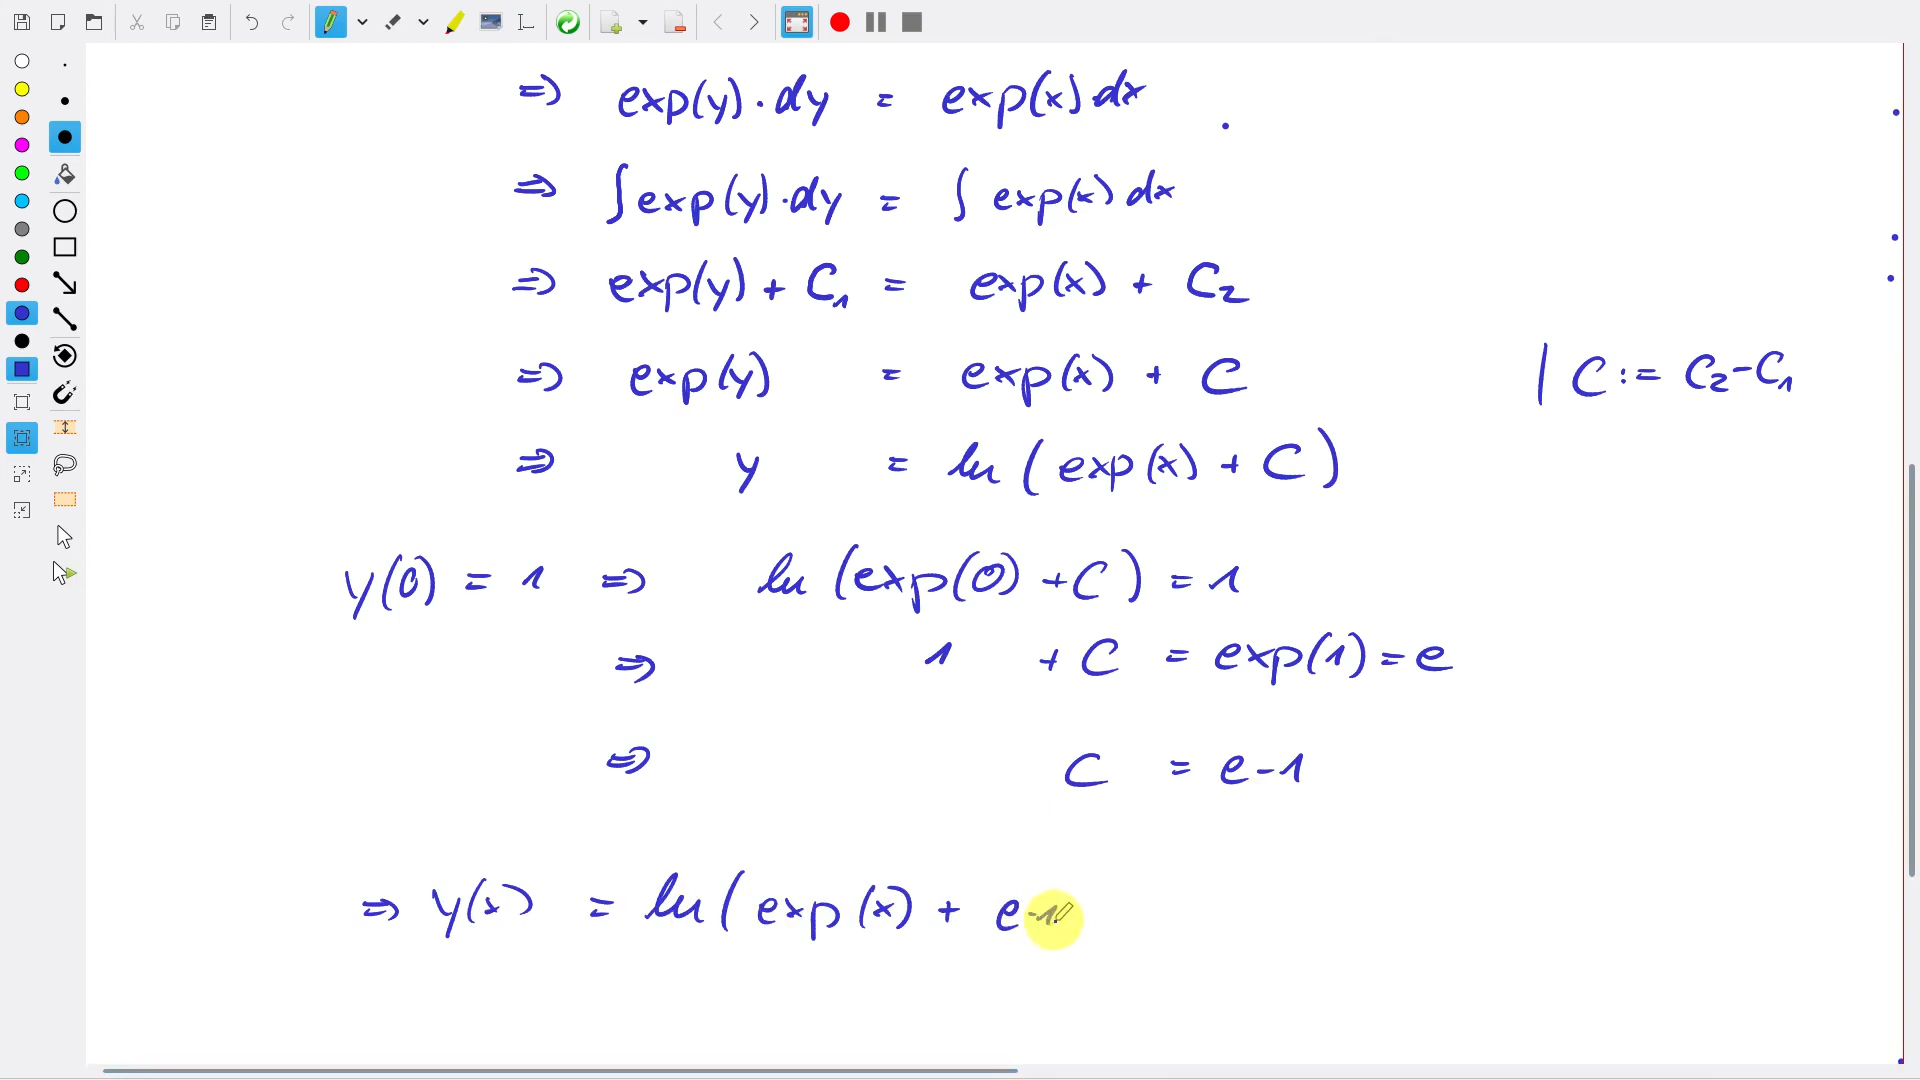 ⇒ exp(y)·dy = exp(x)·dx
⇒ ∫exp(y)·dy = ∫ exp(x) dx
⇒ exp(y) + C₁ = exp(x) + C₂
⇒ exp(y) = exp(x) + C | C := C₂-C₁
⇒ y = ln(exp(x) + C)
y(0) = 1 ⇒ ln(exp(0) + C) = 1
⇒ 1 + C = exp(1) = e
⇒ C = e-1
⇒ y(x) = ln(exp(x) + e-1